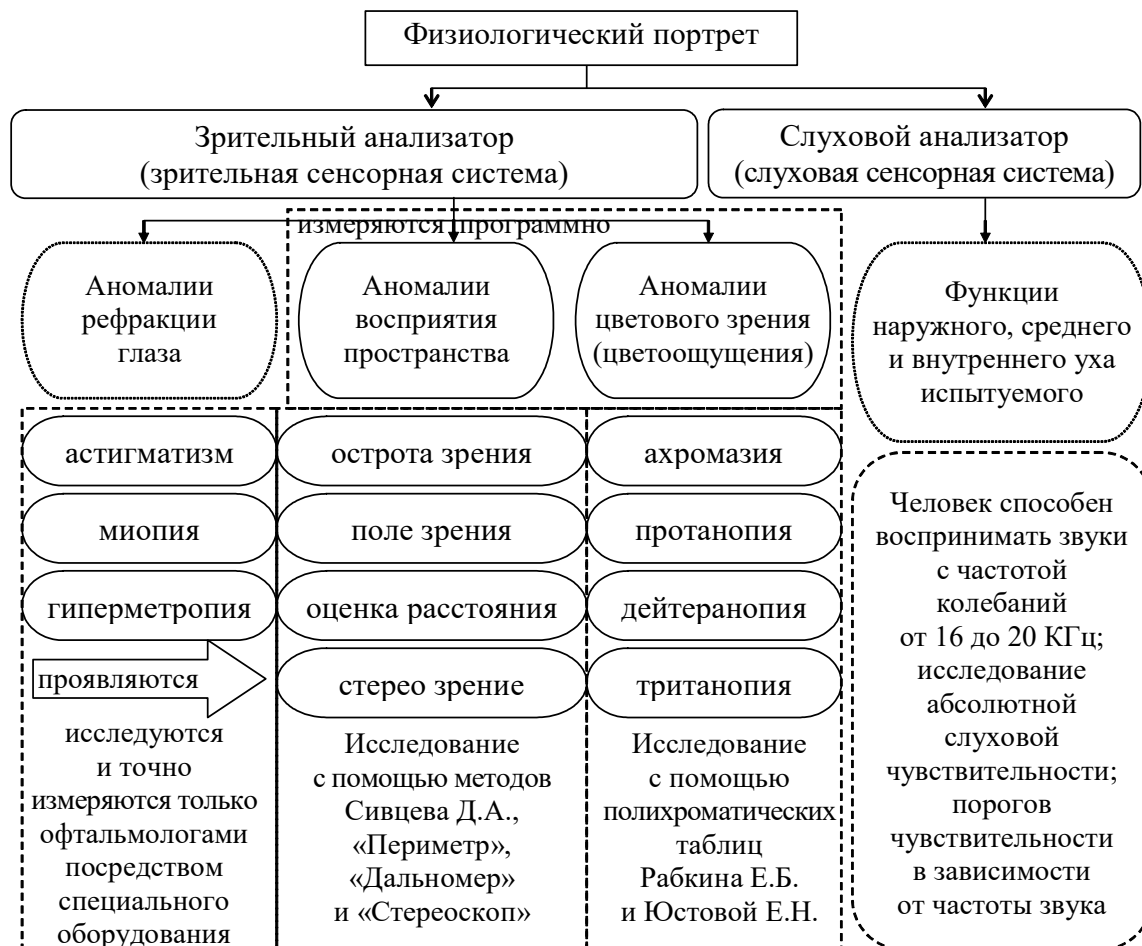 Физиологический портрет
Зрительный анализатор
(зрительная сенсорная система)
Слуховой анализатор
(слуховая сенсорная система)
измеряются программно
Аномалии
рефракции
глаза
Аномалии
восприятия
пространства
Аномалии
цветового зрения
(цветоощущения)
Функции
наружного, среднего
и внутреннего уха
испытуемого
астигматизм
миопия
гиперметропия
проявляются
исследуются
и точно
измеряются только
офтальмологами
посредством
специального
оборудования
острота зрения
поле зрения
оценка расстояния
стерео зрение
Исследование
с помощью методов
Сивцева Д.А.,
«Периметр»,
«Дальномер»
и «Стереоскоп»
ахромазия
протанопия
дейтеранопия
тританопия
Исследование
с помощью
полихроматических
таблиц
Рабкина Е.Б.
и Юстовой Е.Н.
Человек способен
воспринимать звуки
с частотой
колебаний
от 16 до 20 КГц;
исследование
абсолютной
слуховой
чувствительности;
порогов
чувствительности
в зависимости
от частоты звука